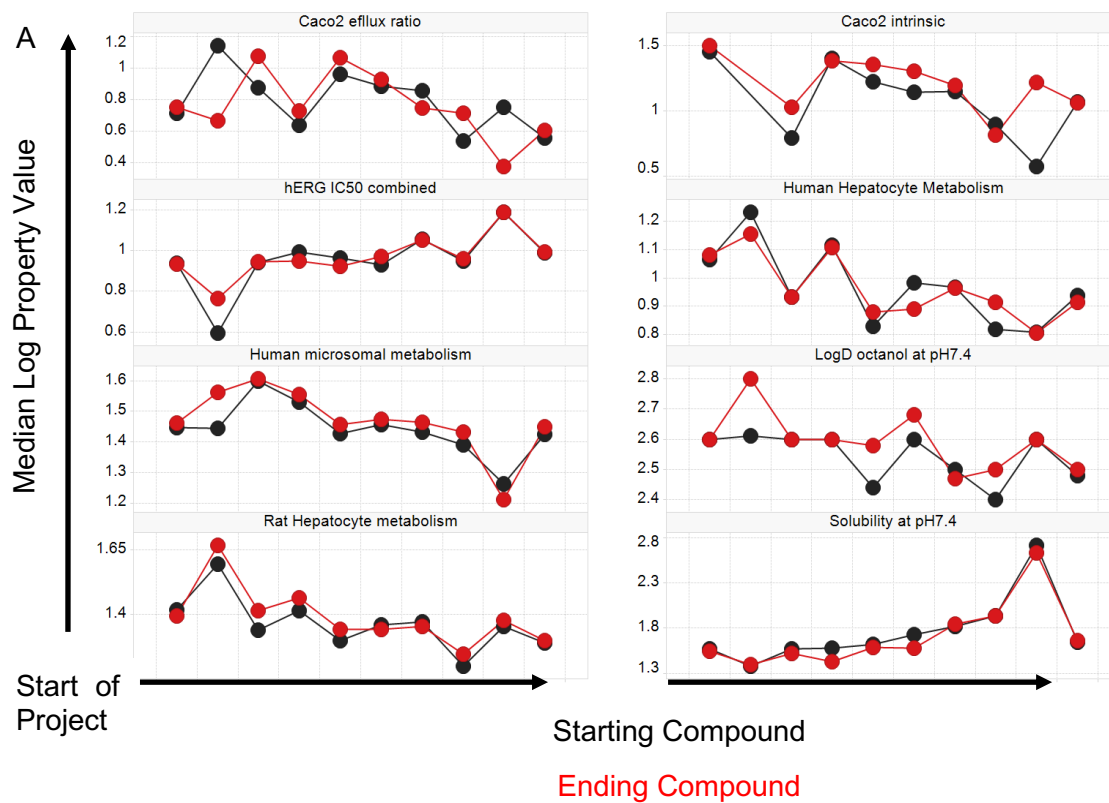 A
Median Log Property Value
Caco2 efllux ratio
1.2
1
0.8
0.6
0.4
Caco2 intrinsic
1.5
1
0.5
hERG IC50 combined
1.2
1
0.8
0.6
Human Hepatocyte Metabolism
1.2
1.1
1
0.9
0.8
Human microsomal metabolism
1.6
1.5
1.4
1.3
1.2
LogD octanol at pH7.4
2.8
2.7
2.6
2.5
2.4
Rat Hepatocyte metabolism
1.65
1.4
Solubility at pH7.4
2.8
2.3
1.8
1.3
Start of
Project
Starting Compound
Ending Compound